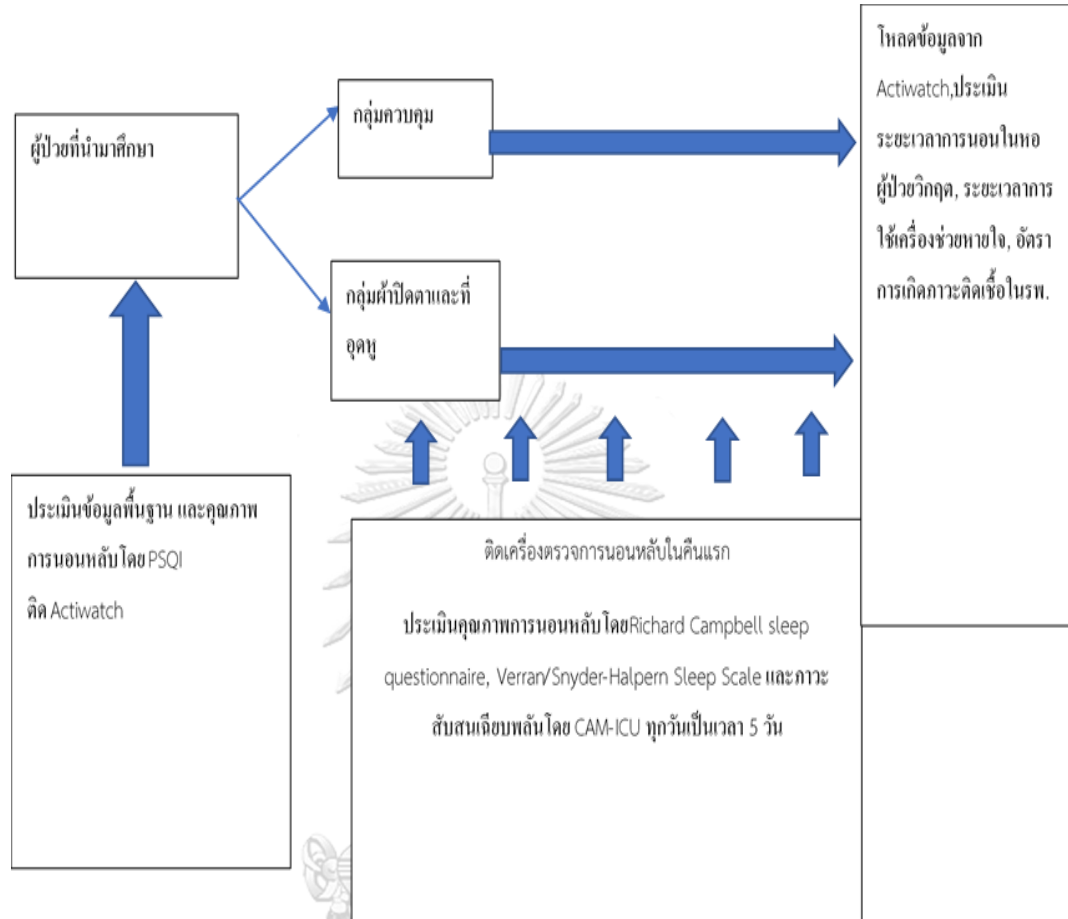 ผู้ป่วยที่นำมาศึกษา
กลุ่มควบคุม
กลุ่มผ้าปิดตาและที่
อุดหู
โหลดข้อมูลจาก
Actiwatch,ประเมิน
ระยะเวลาการนอนในหอ
ผู้ป่วยวิกฤต, ระยะเวลาการ
ใช้เครื่องช่วยหายใจ, อัตรา
การเกิดภาวะติดเชื้อในรพ.
ประเมินข้อมูลพื้นฐาน และคุณภาพ
การนอนหลับโดย PSQI
ติด Actiwatch
ติดเครื่องตรวจการนอนหลับในคืนแรก
ประเมินคุณภาพการนอนหลับโดยRichard Campbell sleep
questionnaire, Verran/Snyder-Halpern Sleep Scale และภาวะ
สับสนเฉียบพลันโดย CAM-ICU ทุกวันเป็นเวลา 5 วัน